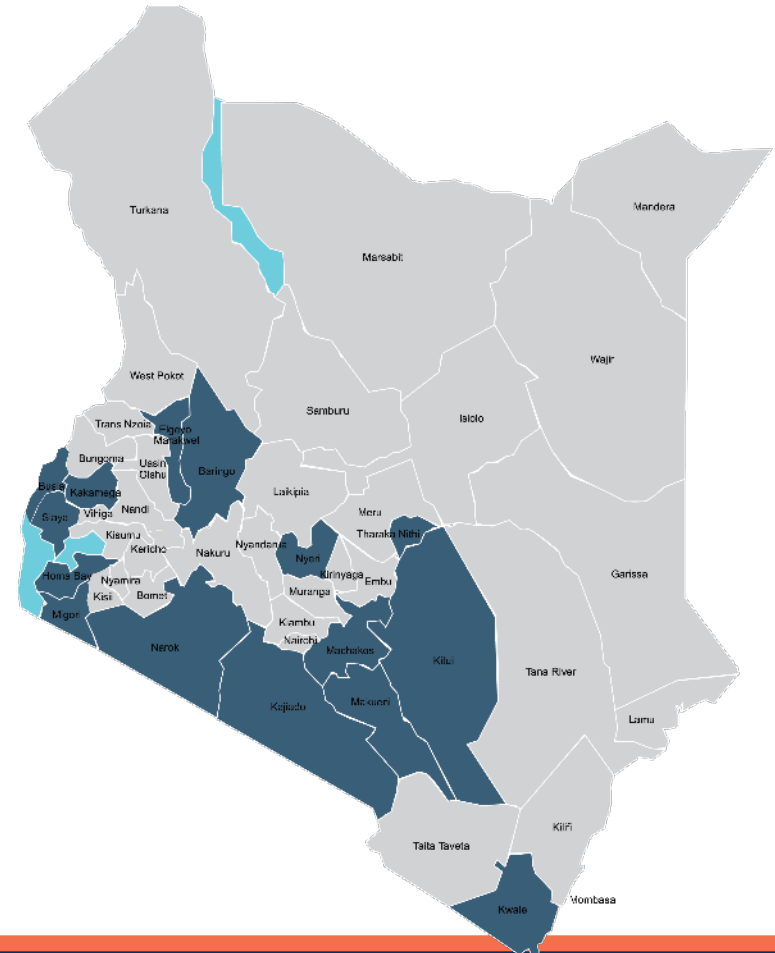 Mandera
Turkana
Marsabit
Wajir
West Pokot
Samburu
Isiolo
Trans Nzoia
Elgeyo
Marakwet
Bungoma
Uasin
Gishu
Baringo
Busia
Kakamega
Laikipia
Siaya
Vihiga
Nandi
Meru
Tharaka Nithi
Kisumu
Kericho
Nakuru
Nyandarua
Nyeri
Kirinyaga
Embu
Garissa
Homa Bay
Nyamira
Kisii
Bomet
Muranga
Migori
Kiambu
Nairobi
Narok
Machakos
Kitui
Tana River
Kajiado
Makueni
Lamu
Kilifi
Taita Taveta
Mombasa
Kwale